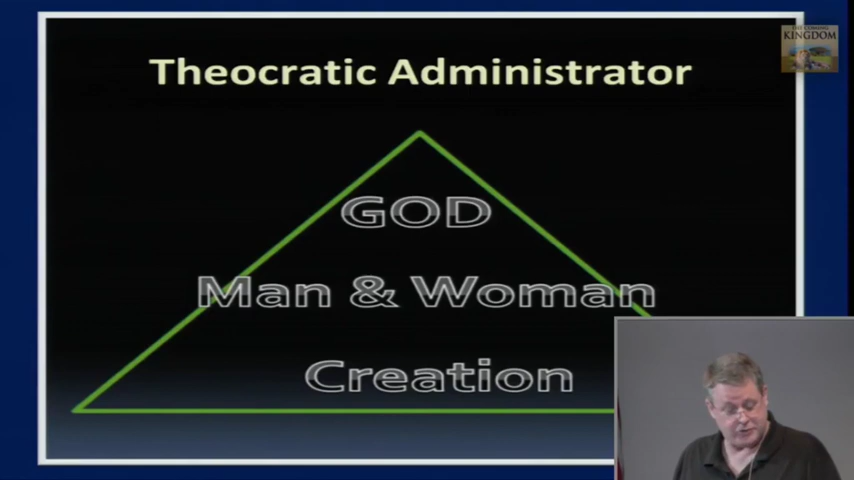 Theocratic Administrator
KINGDOM
GOD
Man & Woman
Creation